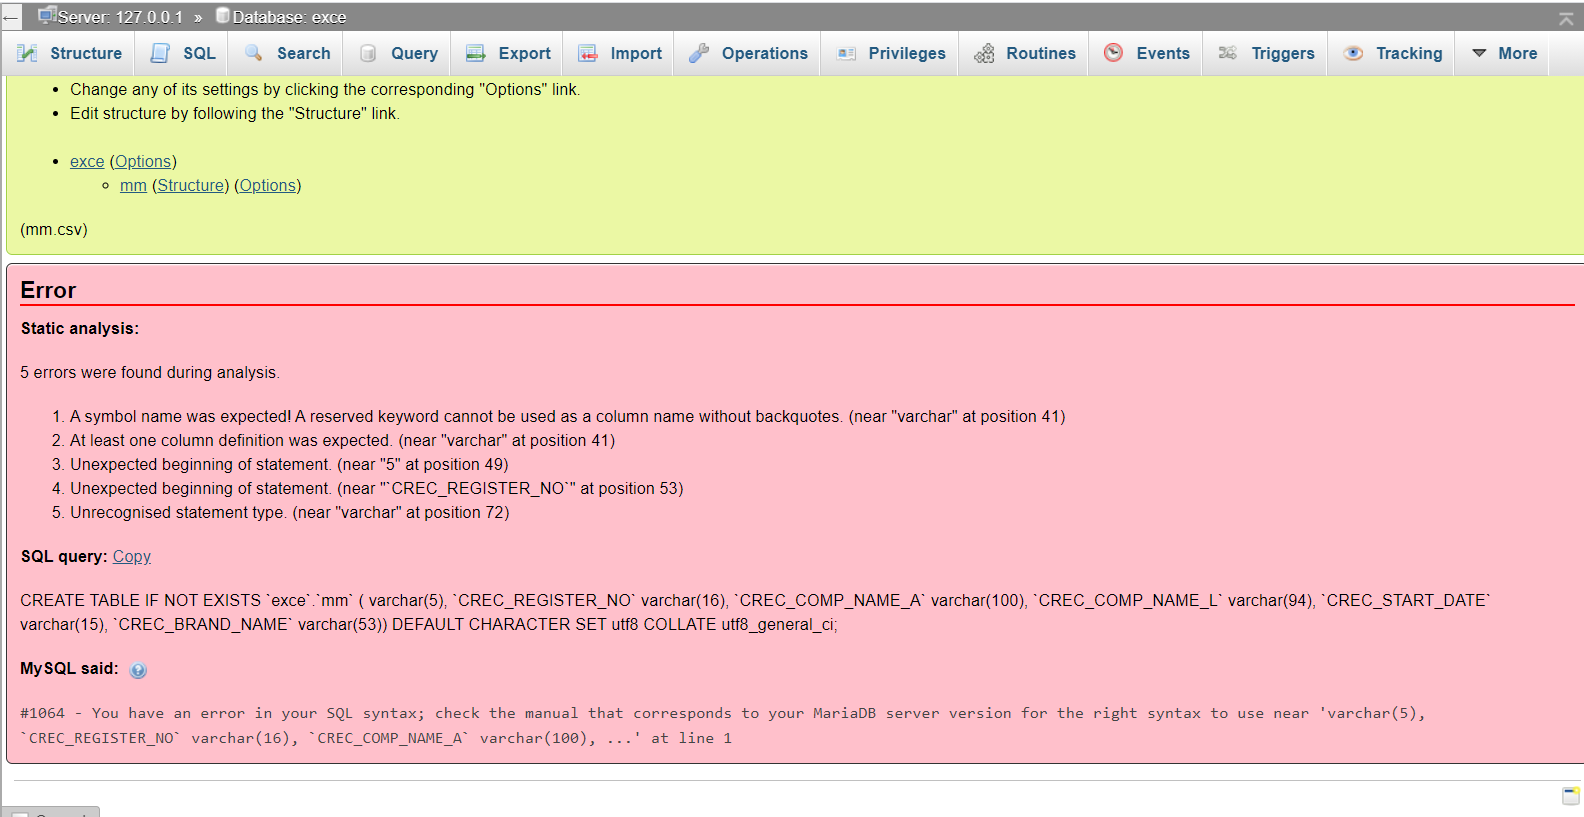 Server: 127.0.0.1 » Database: exce
Structure SQL Search Query Export Import Operations Privileges Routines Events Triggers Tracking More
• Change any of its settings by clicking the corresponding "Options" link.
• Edit structure by following the "Structure" link.
• exce (Options)
mm (Structure) (Options)
(mm.csv)
Error
Static analysis:
5 errors were found during analysis.
1. A symbol name was expected! A reserved keyword cannot be used as a column name without backquotes. (near "varchar" at position 41)
2. At least one column definition was expected. (near "varchar" at position 41)
3. Unexpected beginning of statement. (near "5" at position 49)
4. Unexpected beginning of statement. (near "`CREC_REGISTER_NO`" at position 53)
5. Unrecognised statement type. (near "varchar" at position 72)
SQL query: Copy
CREATE TABLE IF NOT EXISTS `exce`.`mm` ( varchar(5), `CREC_REGISTER_NO` varchar(16), `CREC_COMP_NAME_A` varchar(100), `CREC_COMP_NAME_L` varchar(94), `CREC_START_DATE`
varchar(15), `CREC_BRAND_NAME` varchar(53)) DEFAULT CHARACTER SET utf8 COLLATE utf8_general_ci;
MySQL said:
#1064 - You have an error in your SQL syntax; check the manual that corresponds to your MariaDB server version for the right syntax to use near 'varchar(5),
`CREC_REGISTER_NO` varchar(16), `CREC_COMP_NAME_A` varchar(100), ...' at line 1